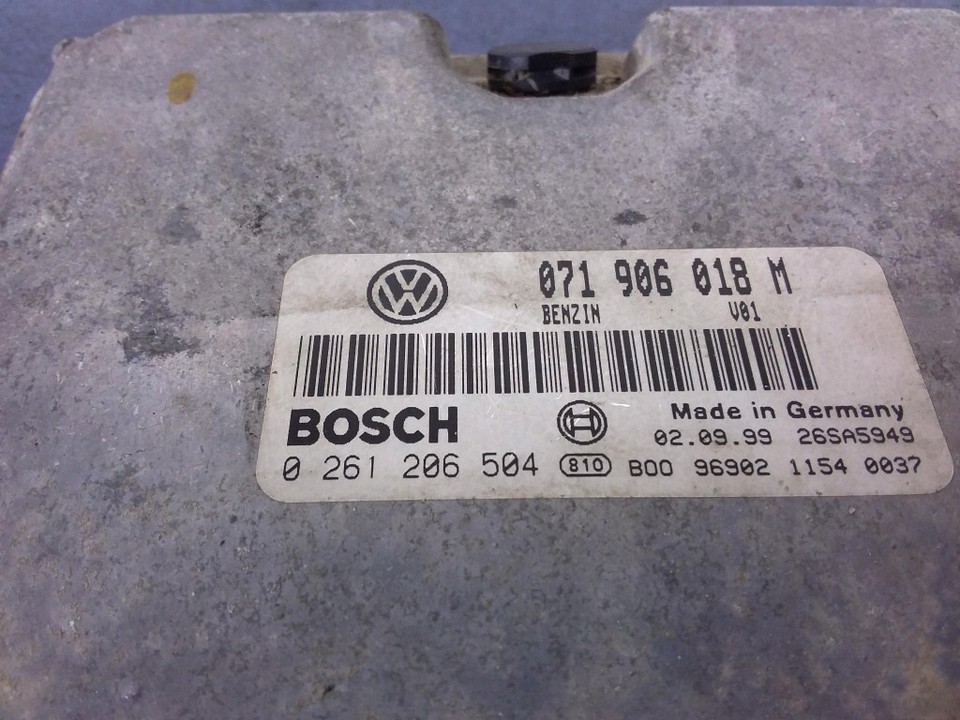 071 906 018 M
BENZIN V01
BOSCH
Made in Germany
02.09.99 26SA5949
0 261 206 504 810 B00 96902 1154 0037